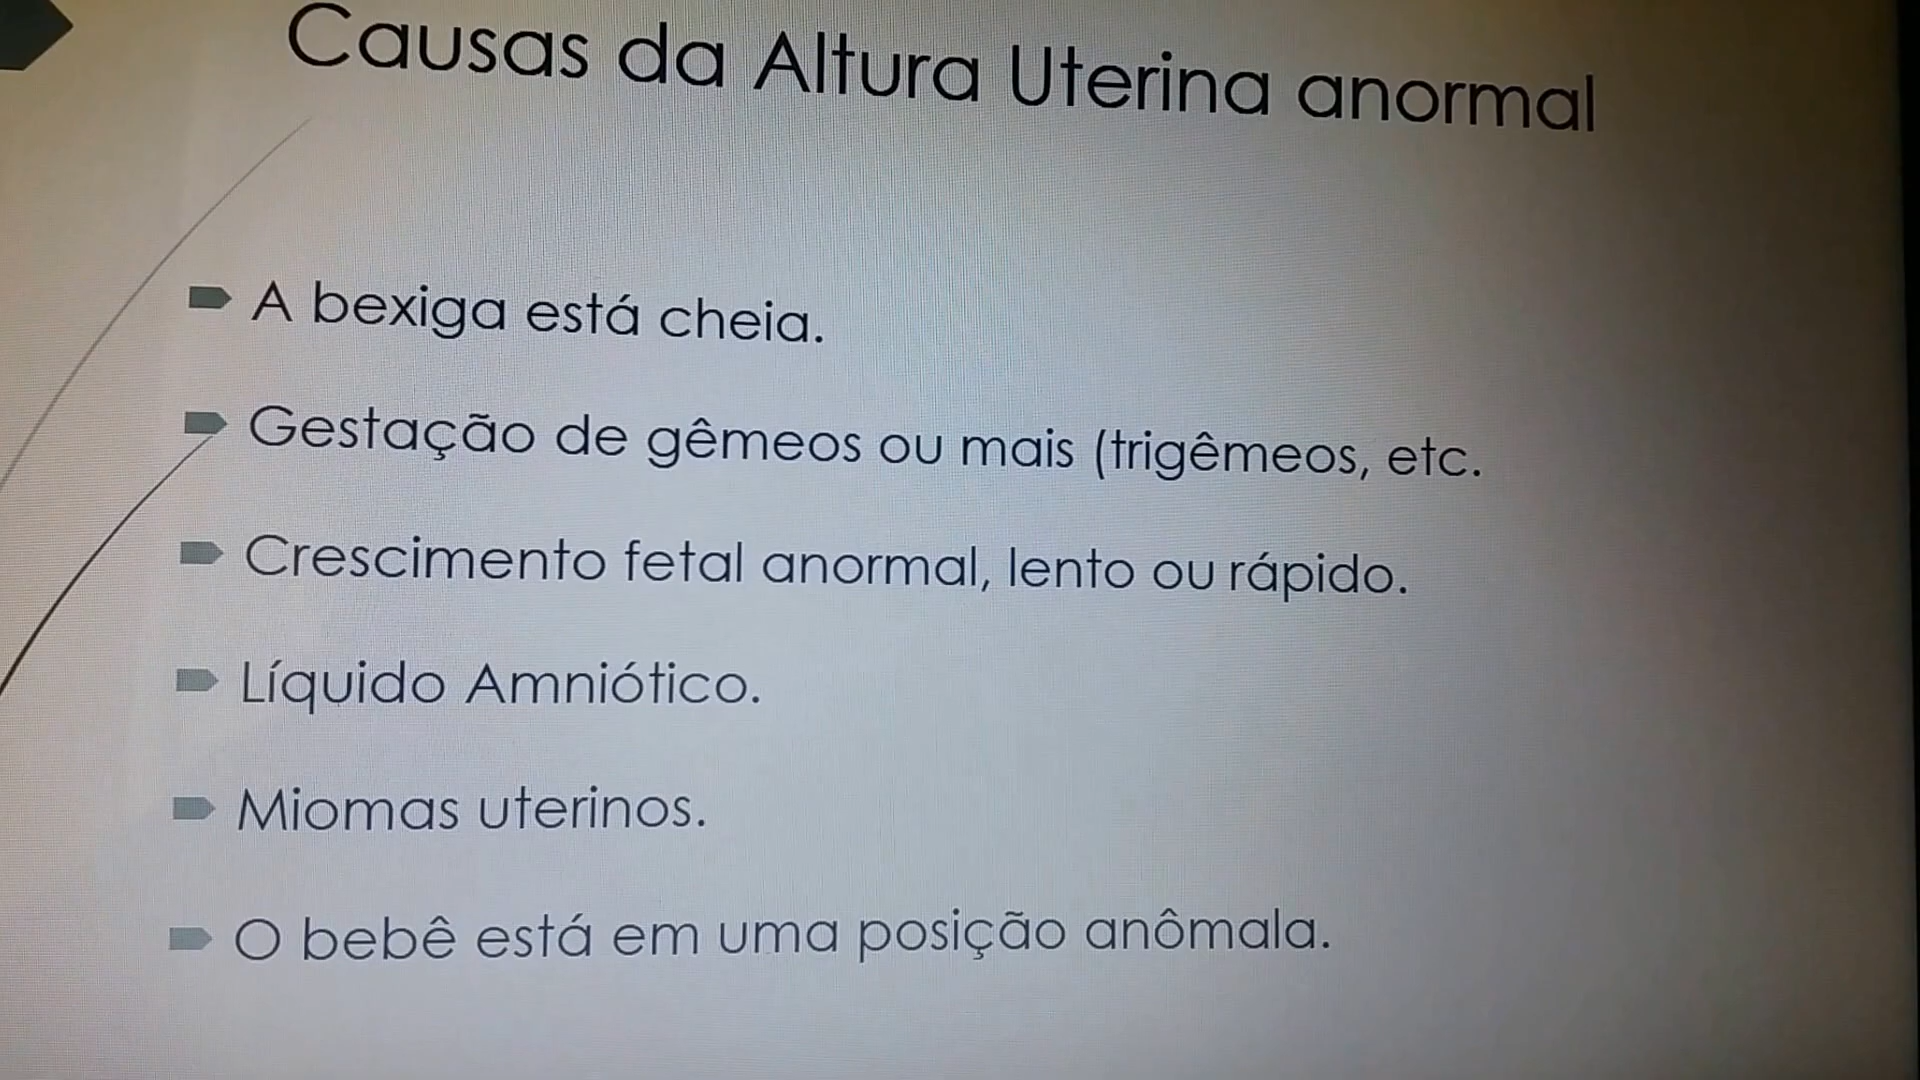 Causas da Altura Uterina anormal
A bexiga está cheia.
Gestação de gêmeos ou mais (trigêmeos, etc.
Crescimento fetal anormal, lento ou rápido.
Líquido Amniótico.
Miomas uterinos.
O bebê está em uma posição anômala.